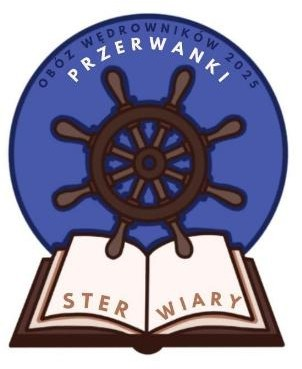 OBÓZ WĘDROWNIKÓW 2025
PRZERWANKI
STER WIARY